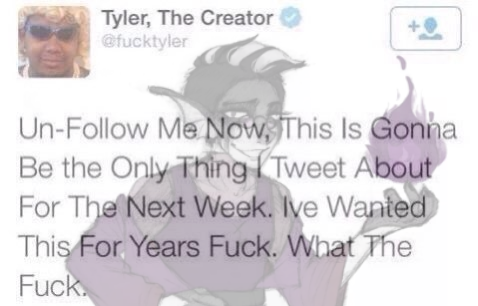 Tyler, The Creator
@fucktyler
Un-Follow Me Now, This Is Gonna
Be the Only Thing I Tweet About
For The Next Week. Ive Wanted
This For Years Fuck. What The
Fuck.